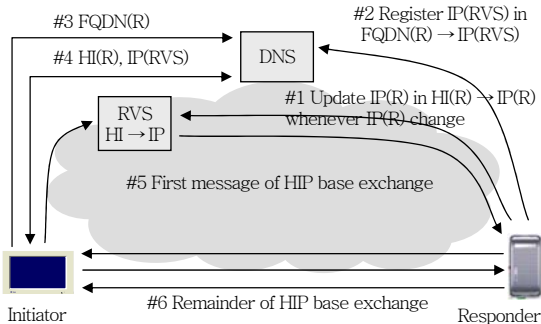 #3 FQDN(R)
#2 Register IP(RVS) in
FQDN(R) → IP(RVS)
#4 HI(R), IP(RVS)
DNS
#1 Update IP(R) in HI(R) → IP(R)
whenever IP(R) change
RVS
HI → IP
#5 First message of HIP base exchange
#6 Remainder of HIP base exchange
Initiator
Responder